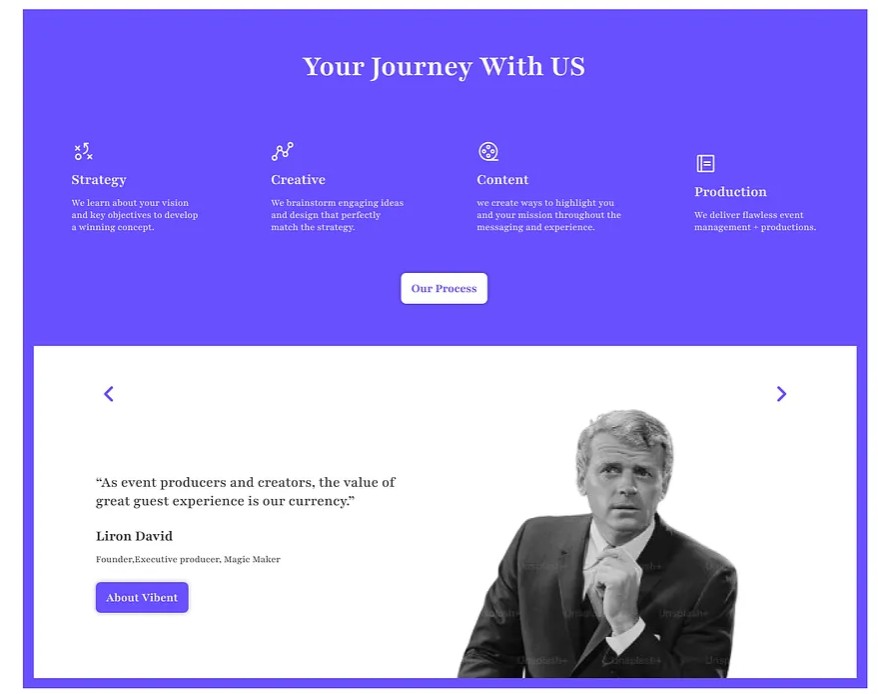 Your Journey With US
Strategy
We learn about your vision
and key objectives to develop
a winning concept.
Creative
We brainstorm engaging ideas
and design that perfectly
match the strategy.
Content
we create ways to highlight you
and your mission throughout the
messaging and experience.
Production
We deliver flawless event
management + productions.
Our Process
“As event producers and creators, the value of
great guest experience is our currency.”
Liron David
Founder,Executive producer, Magic Maker
About Vibent
Unsplash+
Unsplash+
Unsplash+
Unsplash+